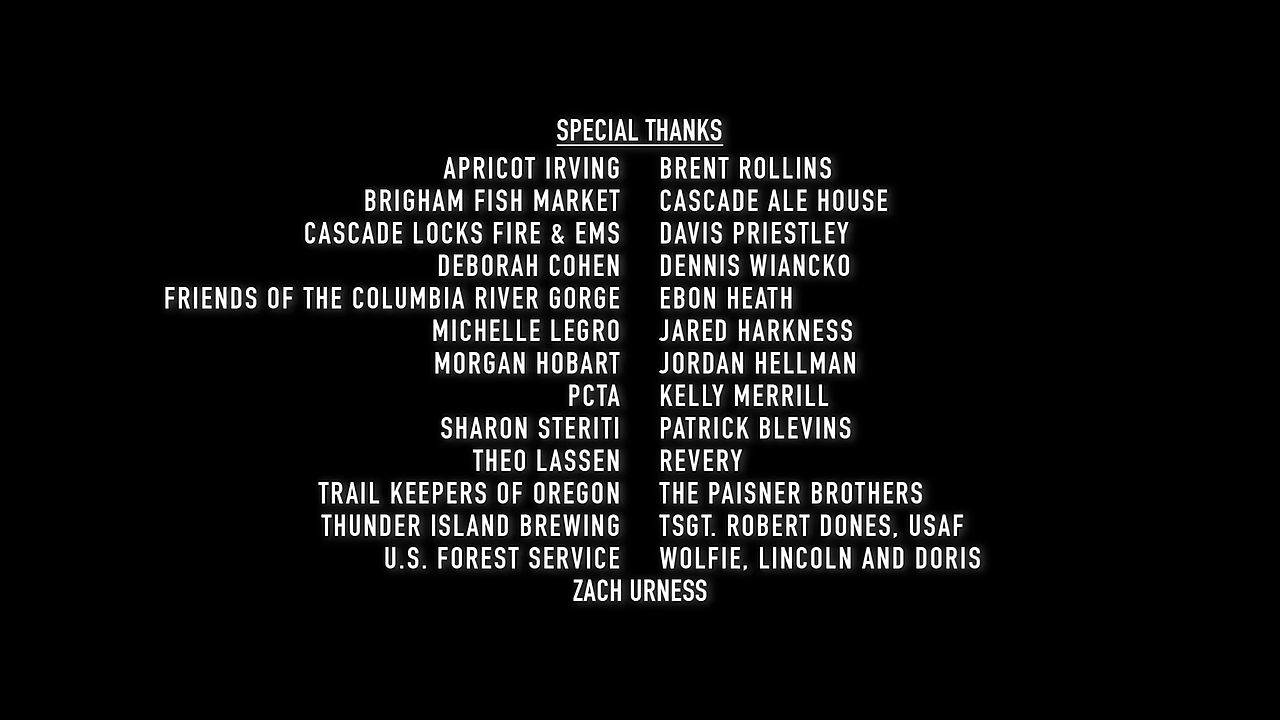 SPECIAL THANKS
APRICOT IRVING BRENT ROLLINS
BRIGHAM FISH MARKET CASCADE ALE HOUSE
CASCADE LOCKS FIRE & EMS DAVIS PRIESTLEY
DEBORAH COHEN DENNIS WIANCKO
FRIENDS OF THE COLUMBIA RIVER GORGE EBON HEATH
MICHELLE LEGRO JARED HARKNESS
MORGAN HOBART JORDAN HELLMAN
PCTA KELLY MERRILL
SHARON STERITI PATRICK BLEVINS
THEO LASSEN REVERY
TRAIL KEEPERS OF OREGON THE PAISNER BROTHERS
THUNDER ISLAND BREWING TSGT. ROBERT DONES, USAF
U.S. FOREST SERVICE WOLFIE, LINCOLN AND DORIS
ZACH URNESS